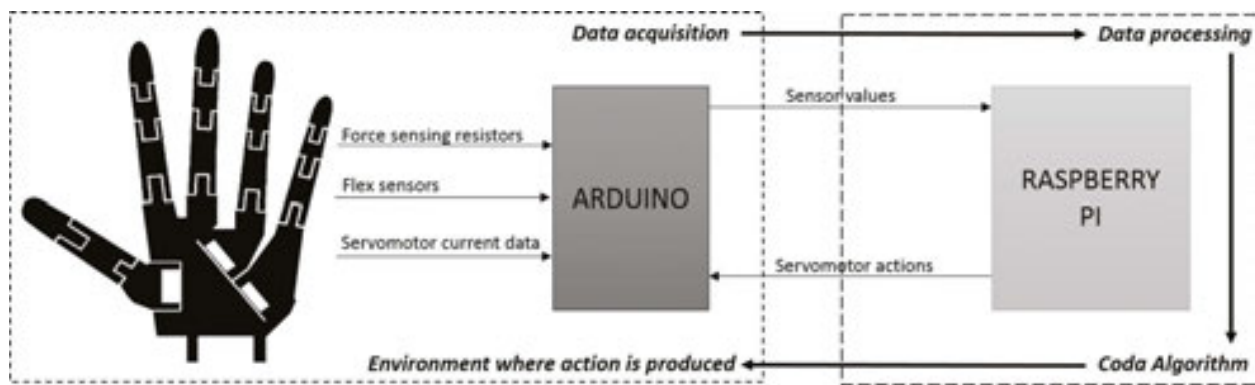 Data acquisition
Data processing
Sensor values
Force sensing resistors
Flex sensors
Servomotor current data
ARDUINO
RASPBERRY
PI
Servomotor actions
Environment where action is produced
Coda Algorithm